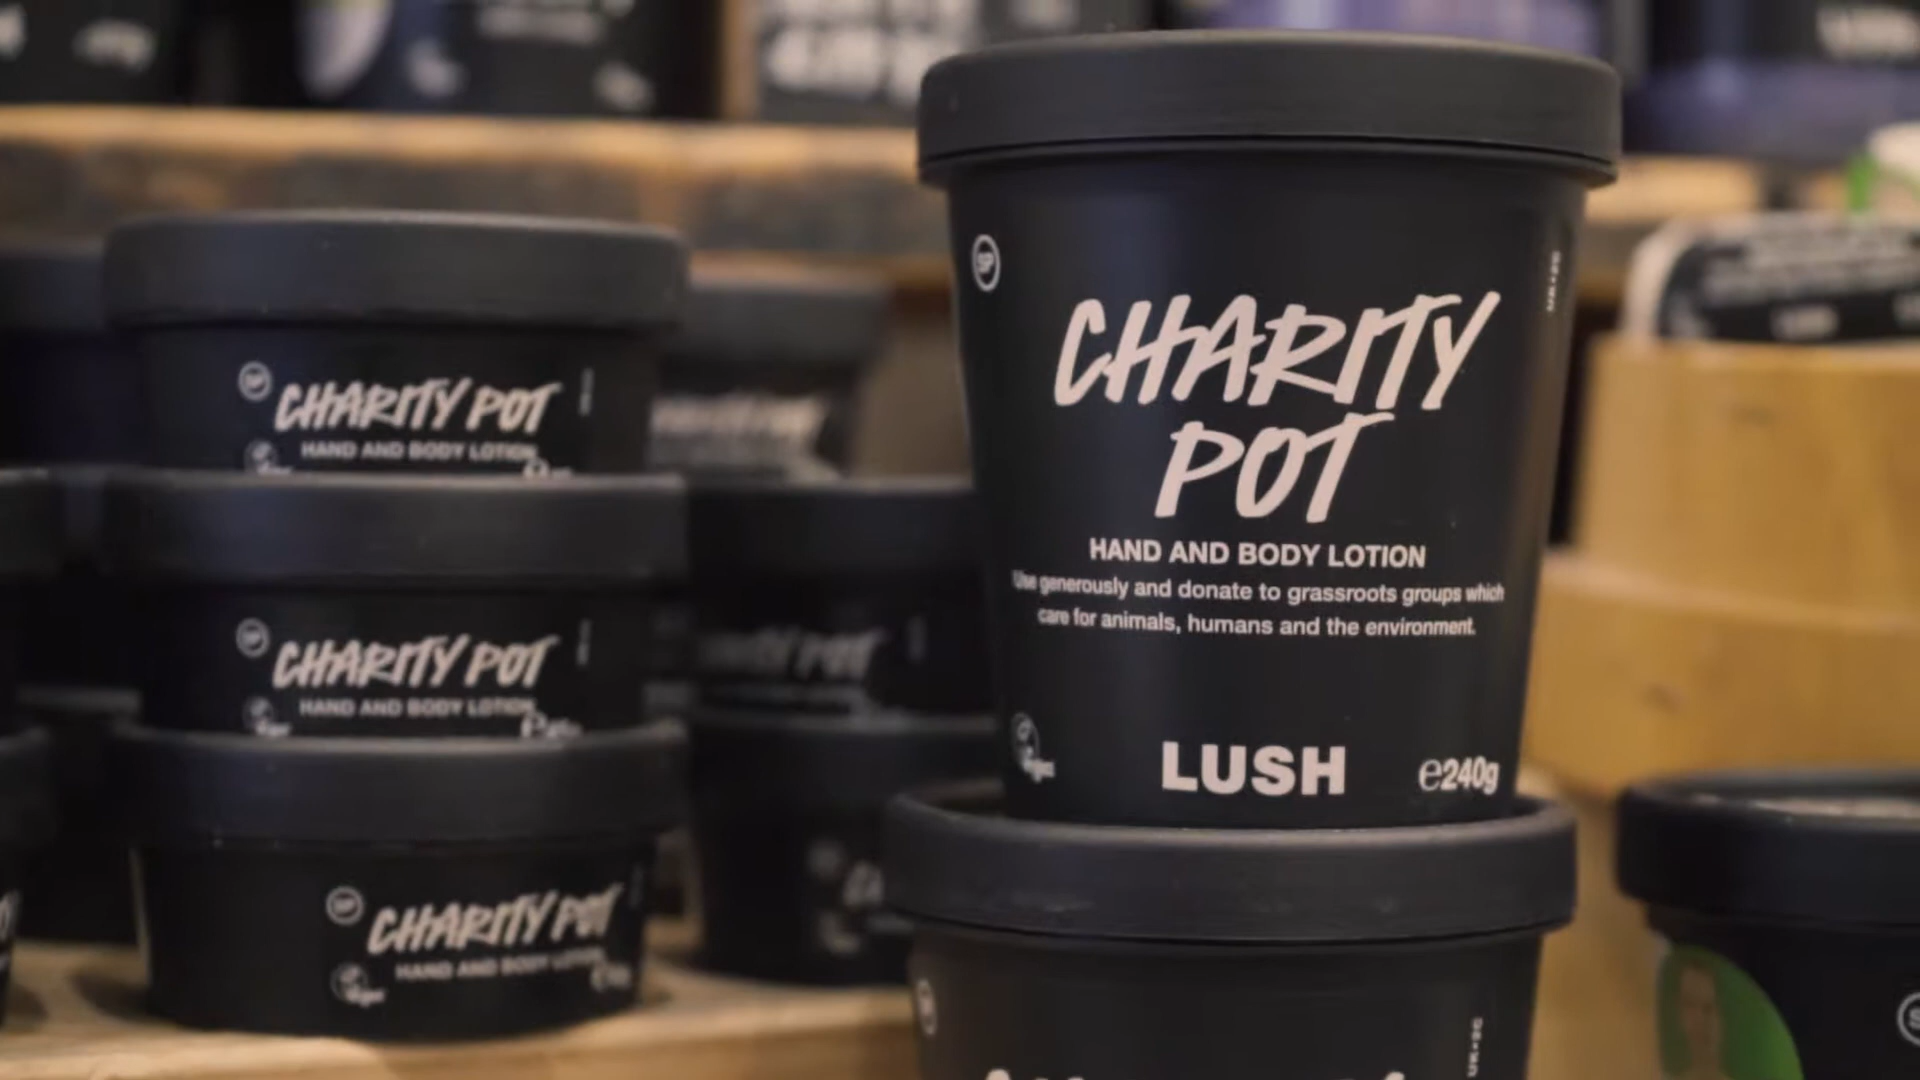 CHARITY
POT
HAND AND BODY LOTION
Use generously and donate to grassroots groups which
care for animals, humans and the environment.
LUSH
e240g
CHARITY POT
HAND AND BODY LOTION
CHARITY POT
HAND AND BODY LOTION
CHARITY POT
HAND AND BODY LOTION